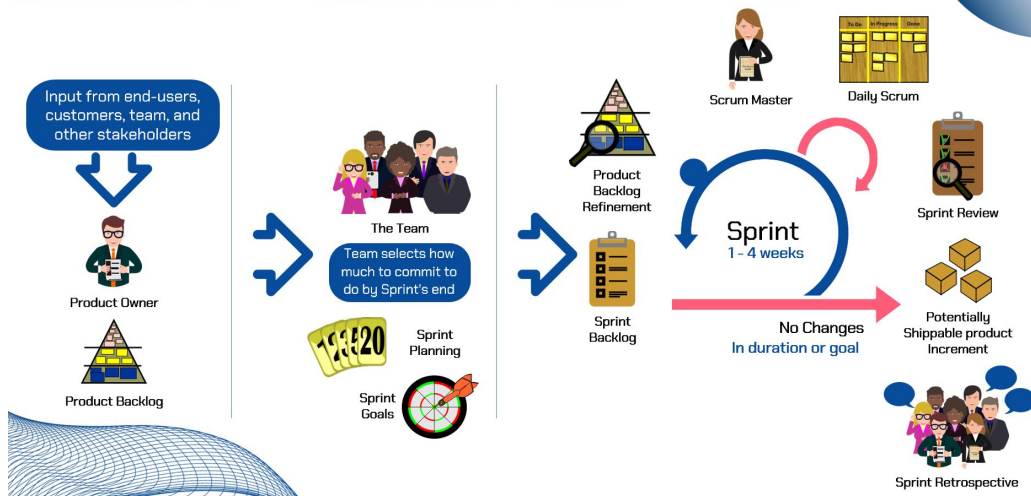 Input from end-users,
customers, team, and
other stakeholders
Product Owner
Product Backlog
The Team
Team selects how
much to commit to
do by Sprint's end
Sprint
Planning
Sprint
Goals
Product
Backlog
Refinement
Sprint
Backlog
Scrum Master
To Do
In Progress
Done
Daily Scrum
Sprint
1 - 4 weeks
No Changes
In duration or goal
Sprint Review
Potentially
Shippable product
Increment
Sprint Retrospective